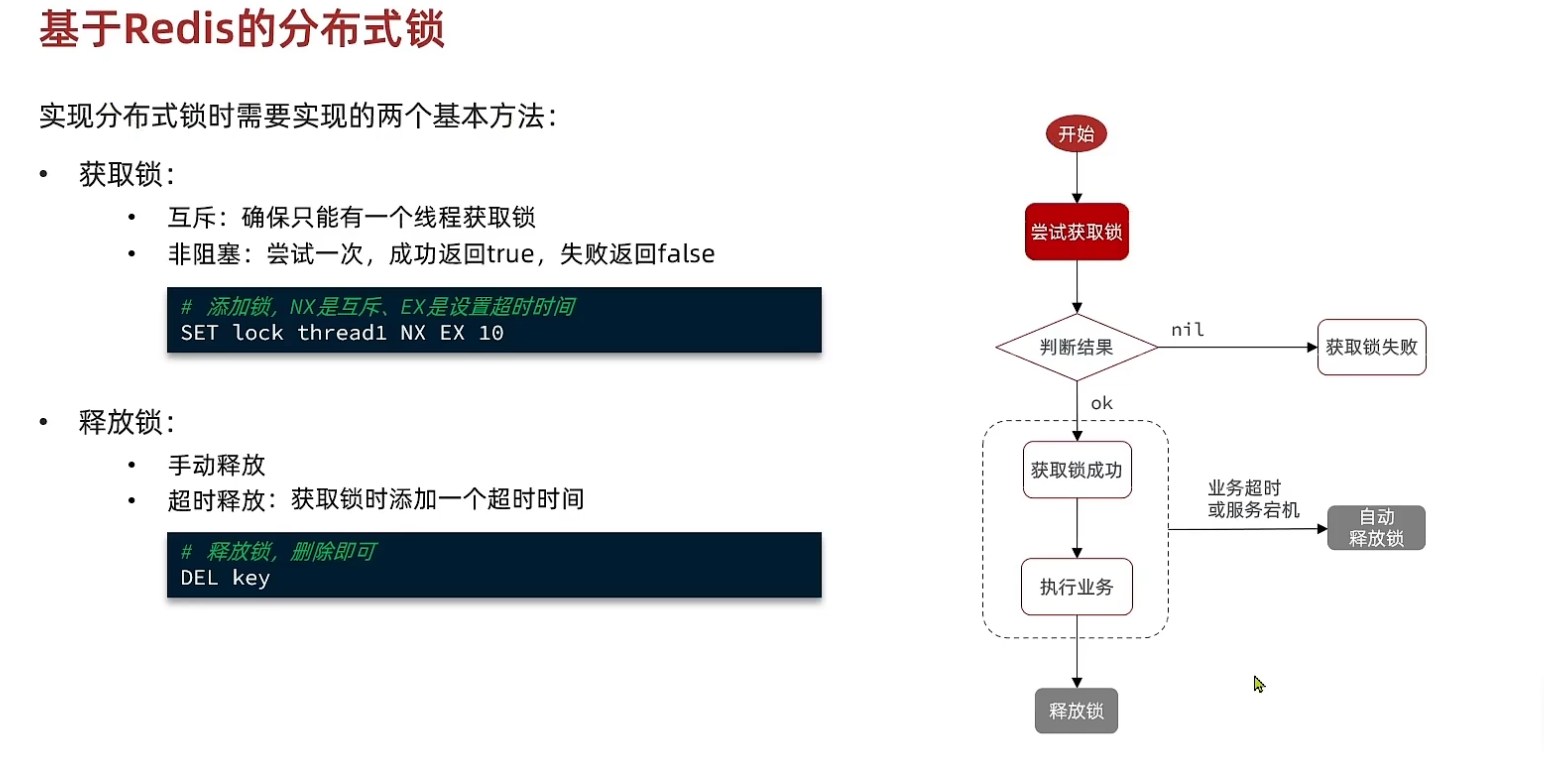 基于Redis的分布式锁
实现分布式锁时需要实现的两个基本方法：
• 获取锁：
• 互斥：确保只能有一个线程获取锁
• 非阻塞：尝试一次，成功返回true，失败返回false
# 添加锁，NX是互斥、EX是设置超时时间
SET lock thread1 NX EX 10
• 释放锁：
• 手动释放
• 超时释放：获取锁时添加一个超时时间
# 释放锁，删除即可
DEL key
开始
尝试获取锁
判断结果
nil
获取锁失败
ok
获取锁成功
业务超时
或服务宕机
自动
释放锁
执行业务
释放锁